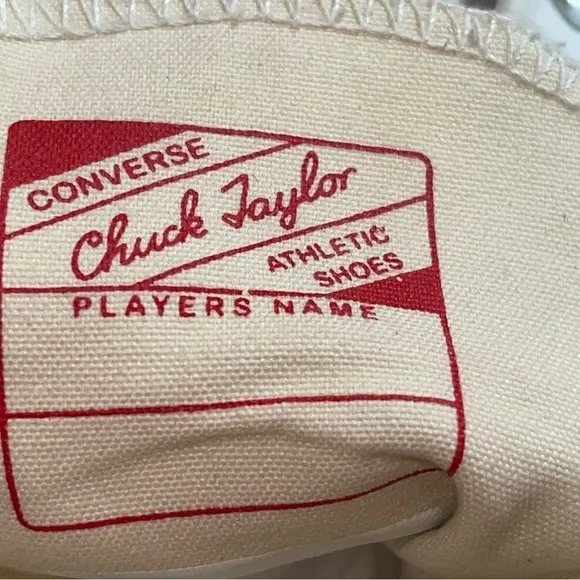 CONVERSE
Chuck Taylor
ATHLETIC
SHOES
PLAYERS NAME